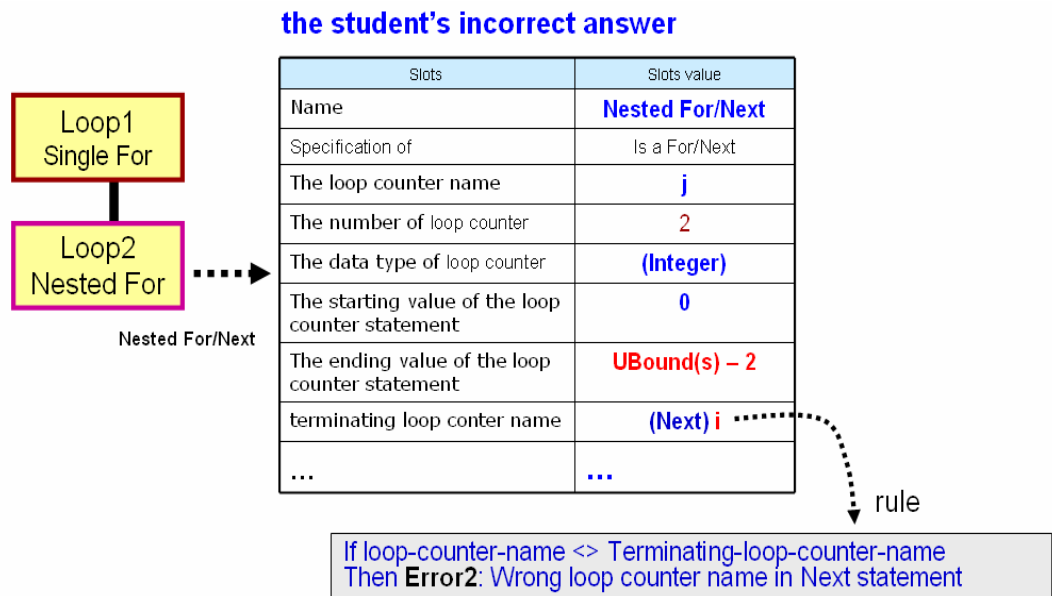 the student's incorrect answer
Slots Slots value
Name Nested For/Next
Specification of Is a For/Next
The loop counter name j
The number of loop counter 2
The data type of loop counter (Integer)
The starting value of the loop
counter statement 0
The ending value of the loop
counter statement UBound(s) – 2
terminating loop conter name (Next) i
... ...
Loop1
Single For
Loop2
Nested For
Nested For/Next
rule
If loop-counter-name <> Terminating-loop-counter-name
Then Error2: Wrong loop counter name in Next statement